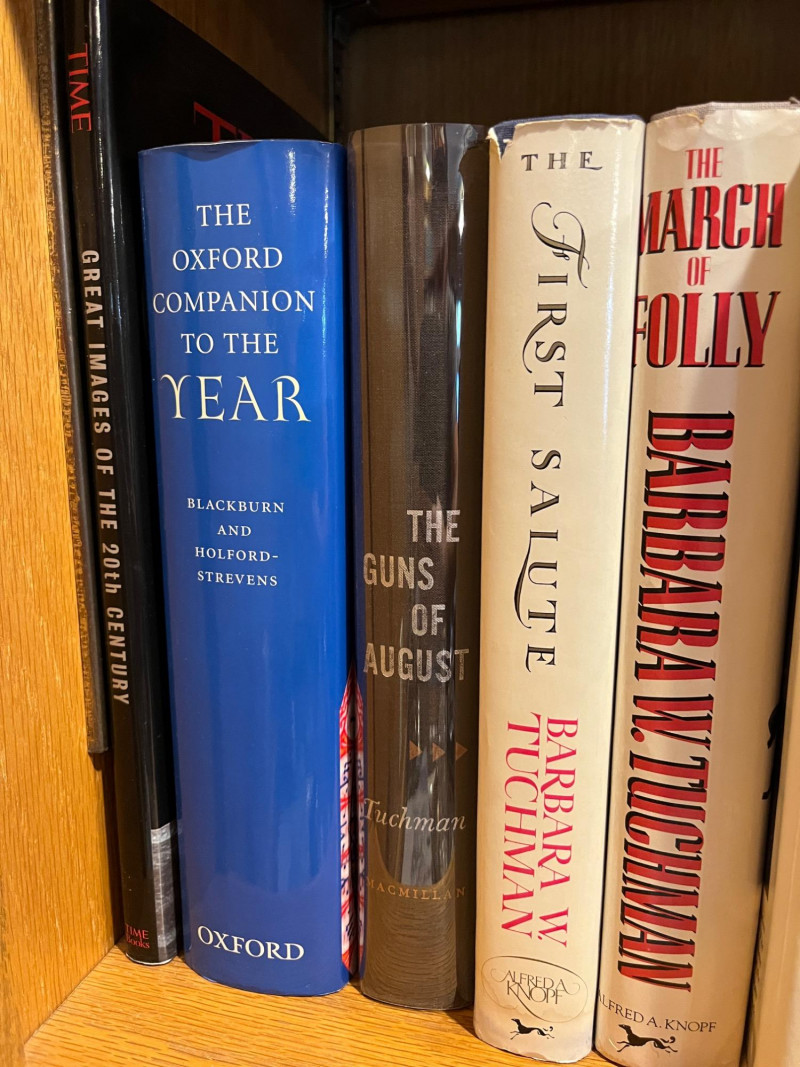 TIME
GREAT IMAGES OF THE 20th CENTURY
TIME
Books
THE
OXFORD
COMPANION
TO THE
YEAR
BLACKBURN
AND
HOLFORD-
STREVENS
OXFORD
THE
GUNS
OF
AUGUST
Tuchman
MACMILLAN
THE
FIRST SALUTE
BARBARA W.
TUCHMAN
ALFRED A.
KNOPF
THE
MARCH
OF
FOLLY
BARBARA W. TUCHMAN
ALFRED A. KNOPF